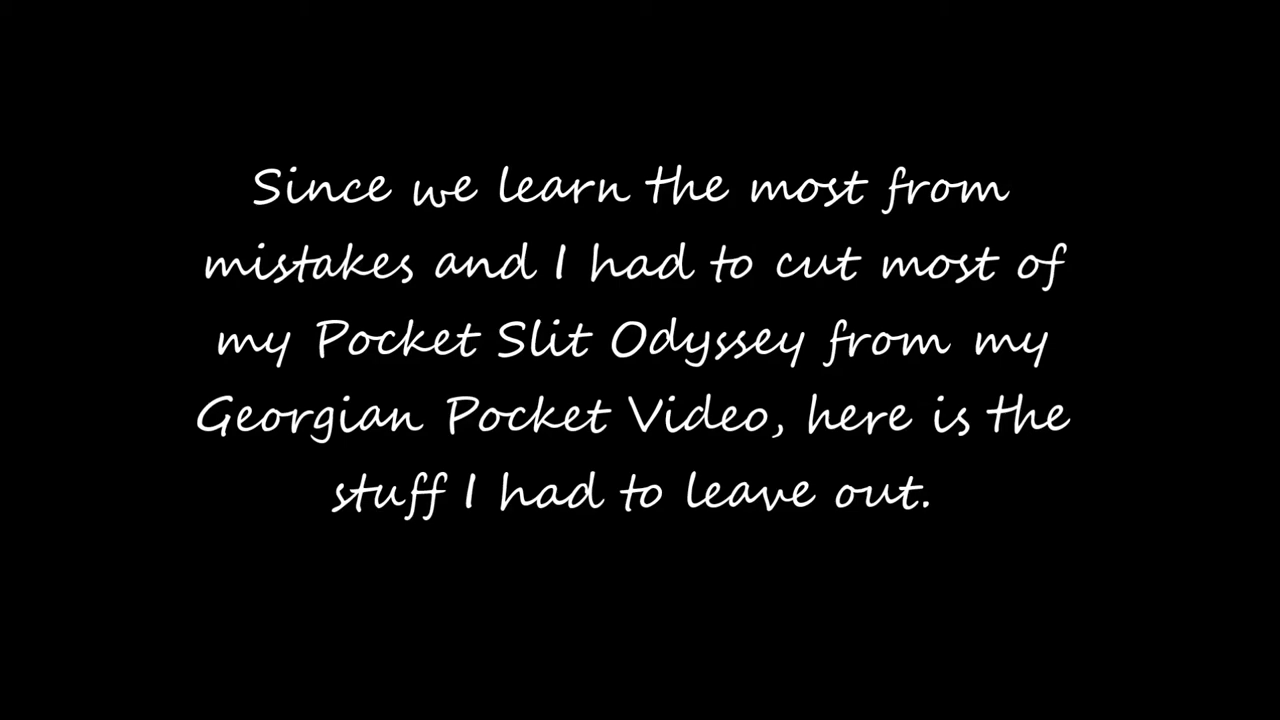 Since we learn the most from
mistakes and I had to cut most of
my Pocket Slit Odyssey from my
Georgian Pocket Video, here is the
stuff I had to leave out.